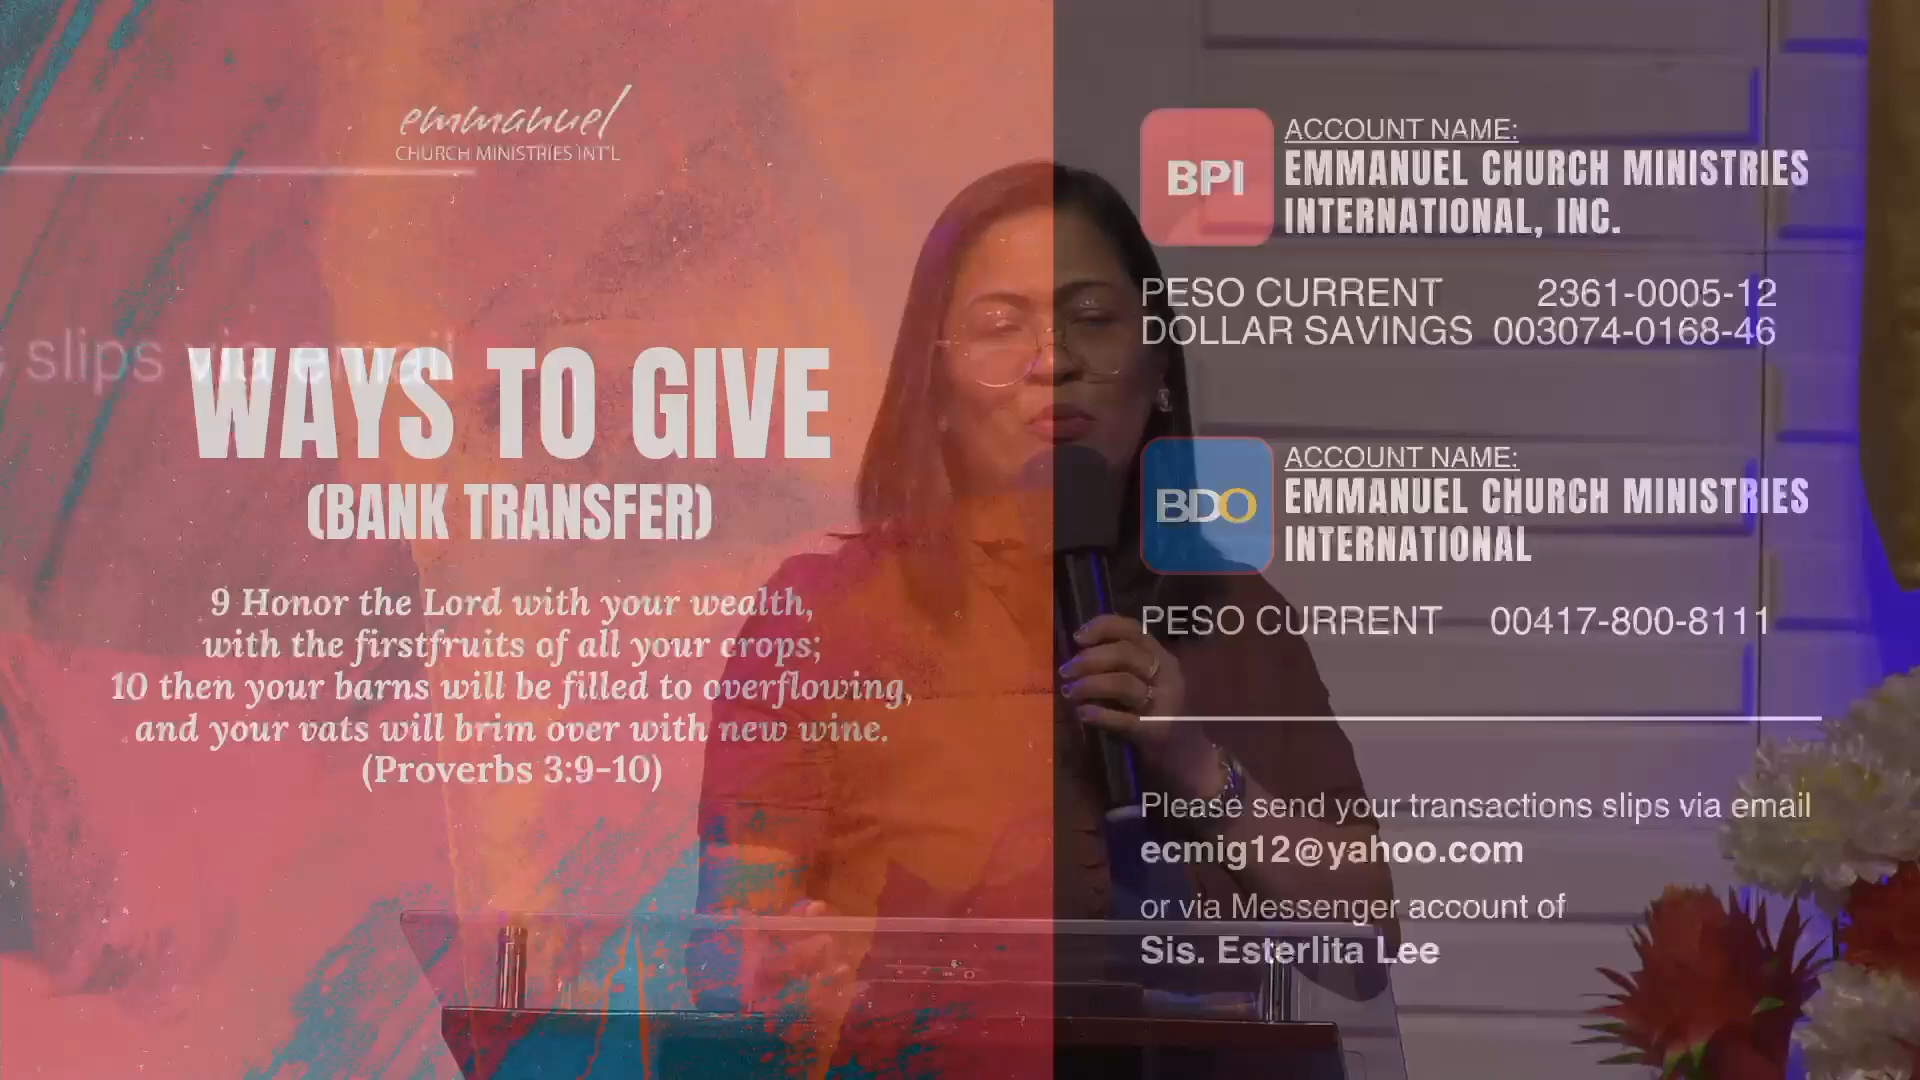 emmanuel
CHURCH MINISTRIES INT'L
slips via email
WAYS TO GIVE
(BANK TRANSFER)
9 Honor the Lord with your wealth,
with the firstfruits of all your crops;
10 then your barns will be filled to overflowing,
and your vats will brim over with new wine.
(Proverbs 3:9-10)
BPI
ACCOUNT NAME:
EMMANUEL CHURCH MINISTRIES
INTERNATIONAL, INC.
PESO CURRENT 2361-0005-12
DOLLAR SAVINGS 003074-0168-46
BDO
ACCOUNT NAME:
EMMANUEL CHURCH MINISTRIES
INTERNATIONAL
PESO CURRENT 00417-800-8111
Please send your transactions slips via email
ecmig12@yahoo.com
or via Messenger account of
Sis. Esterlita Lee